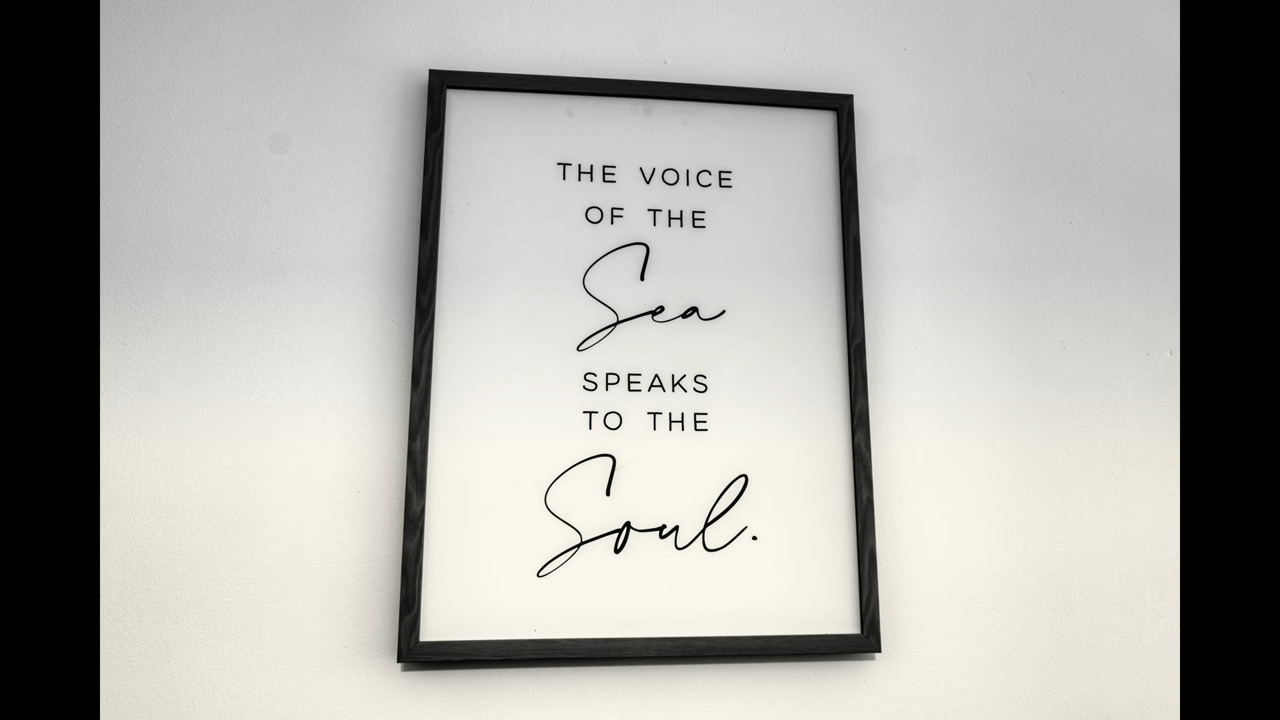 THE VOICE
OF THE
Sea
SPEAKS
TO THE
Soul.